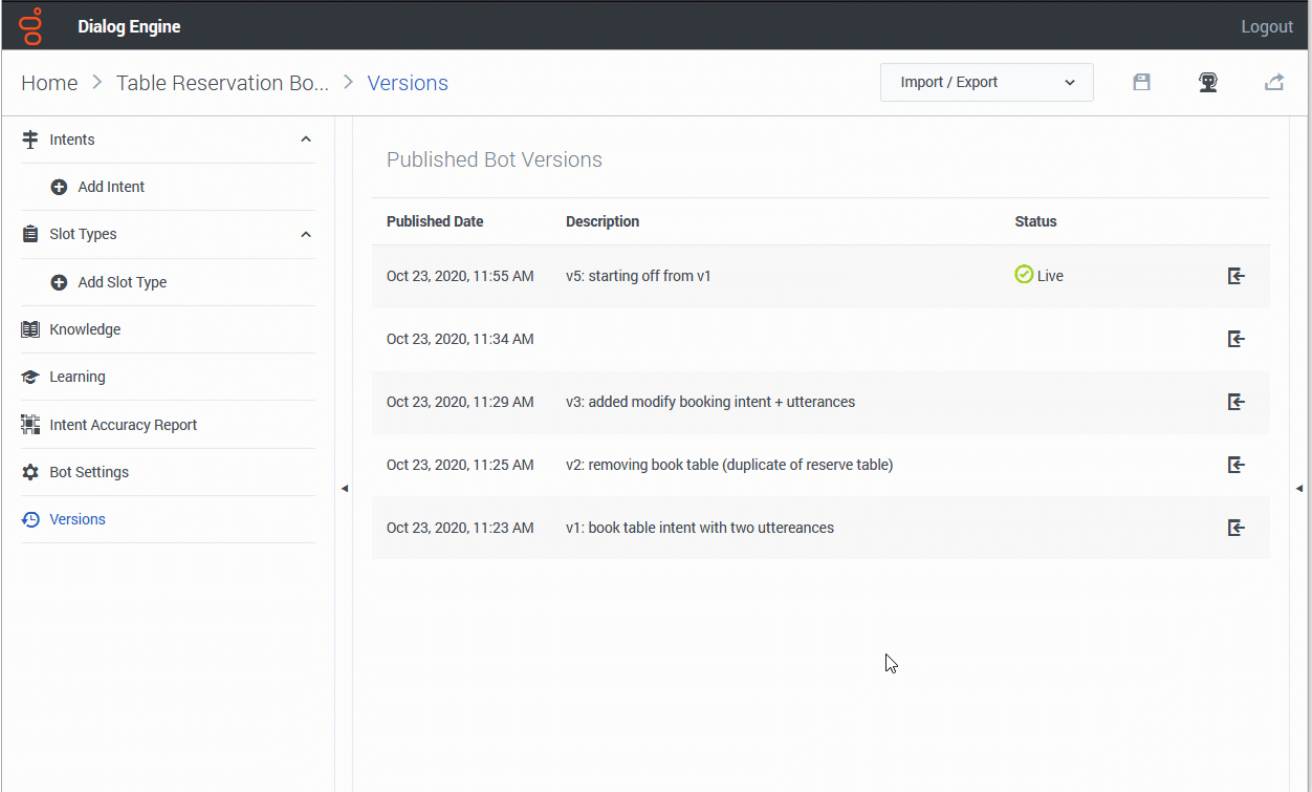 Dialog Engine
Logout
Home > Table Reservation Bo... > Versions
Import / Export
Intents
Add Intent
Slot Types
Add Slot Type
Knowledge
Learning
Intent Accuracy Report
Bot Settings
Versions
Published Bot Versions
Published Date Description Status
Oct 23, 2020, 11:55 AM v5: starting off from v1 Live
Oct 23, 2020, 11:34 AM
Oct 23, 2020, 11:29 AM v3: added modify booking intent + utterances
Oct 23, 2020, 11:25 AM v2: removing book table (duplicate of reserve table)
Oct 23, 2020, 11:23 AM v1: book table intent with two uttereances